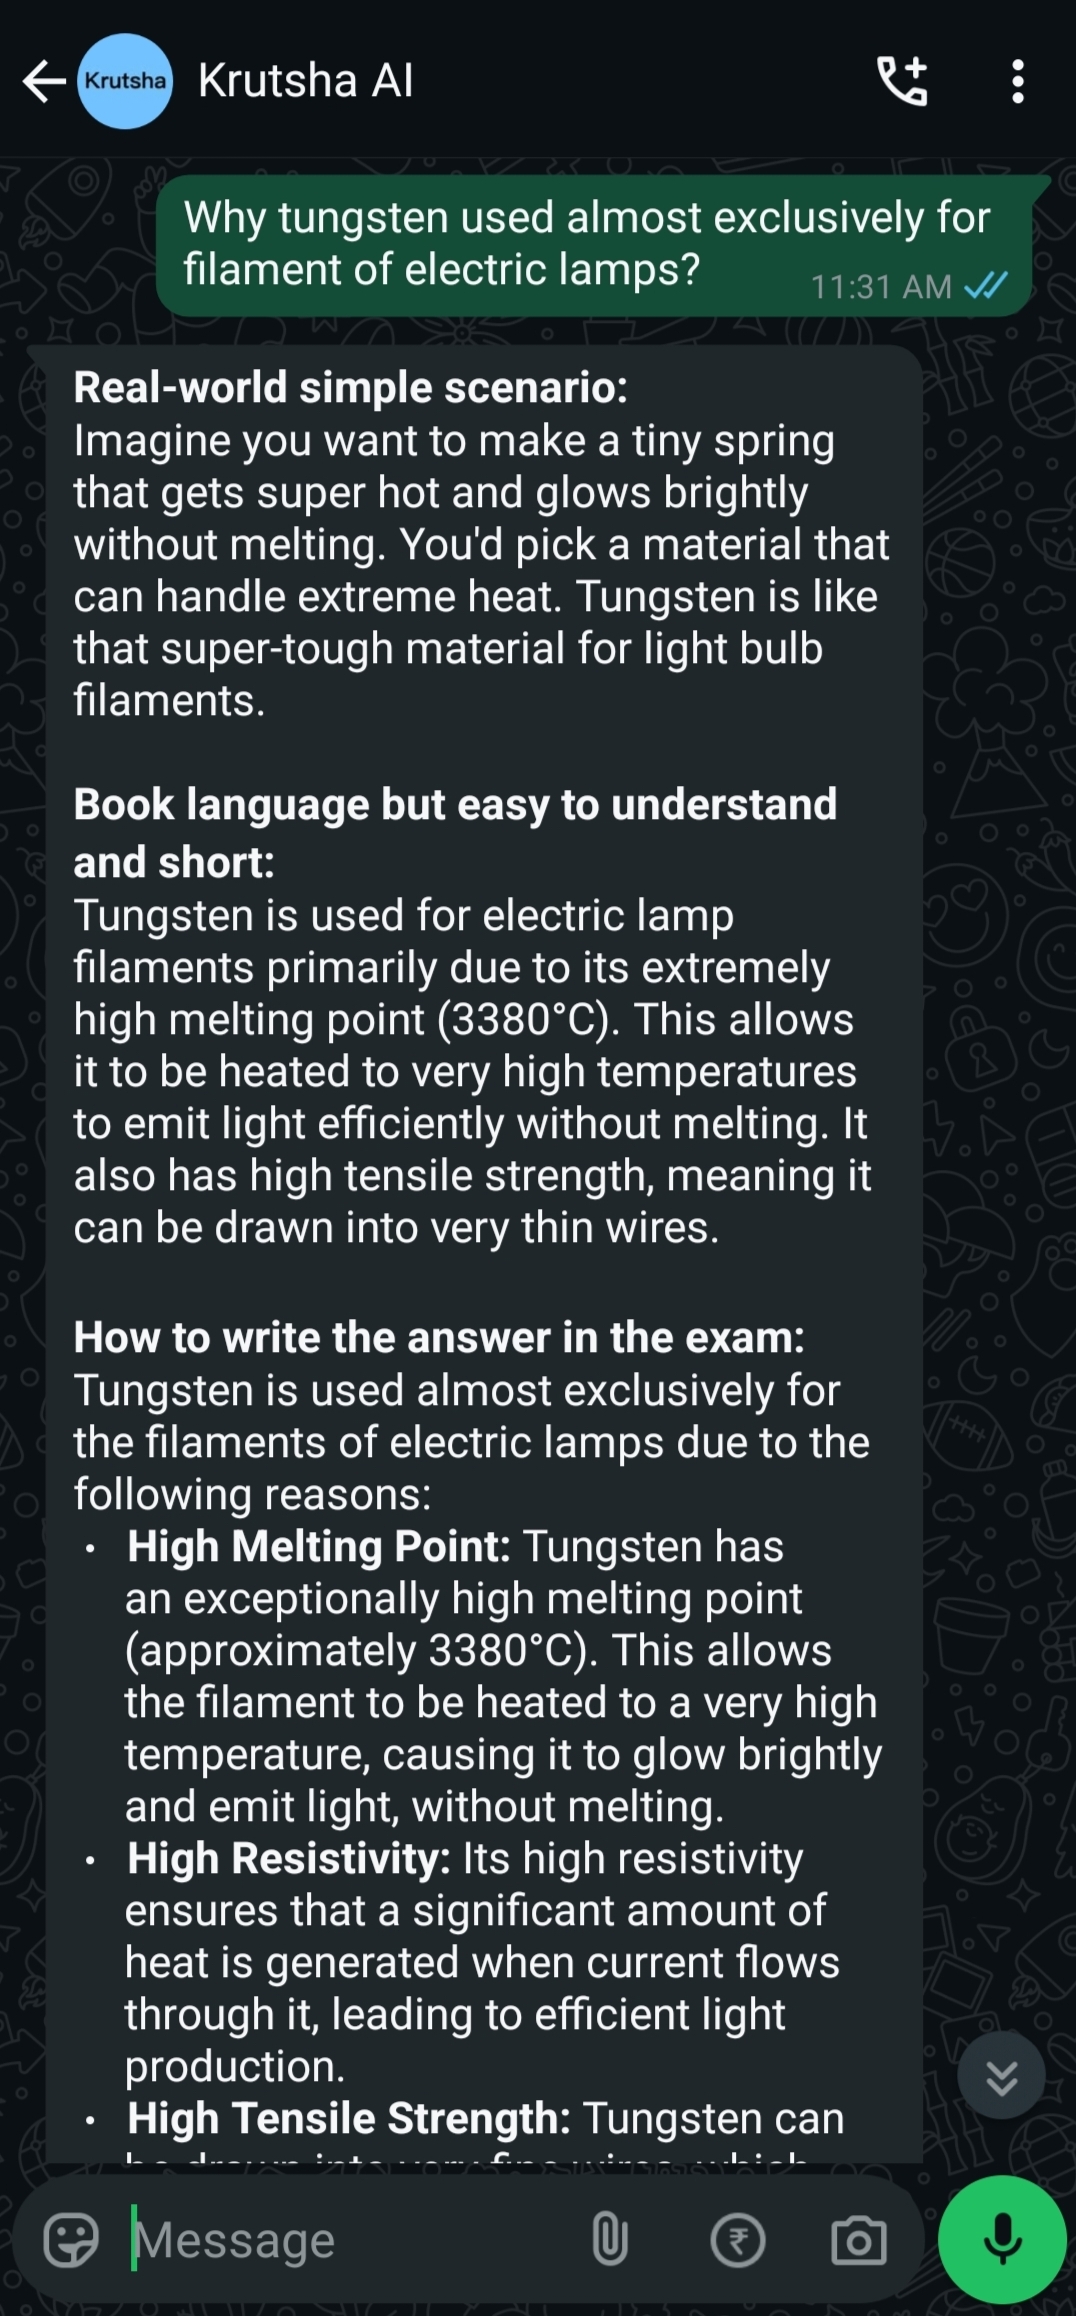 Krutsha
Krutsha AI
Why tungsten used almost exclusively for
filament of electric lamps?
11:31 AM
Real-world simple scenario:
Imagine you want to make a tiny spring
that gets super hot and glows brightly
without melting. You'd pick a material that
can handle extreme heat. Tungsten is like
that super-tough material for light bulb
filaments.
Book language but easy to understand
and short:
Tungsten is used for electric lamp
filaments primarily due to its extremely
high melting point (3380°C). This allows
it to be heated to very high temperatures
to emit light efficiently without melting. It
also has high tensile strength, meaning it
can be drawn into very thin wires.
How to write the answer in the exam:
Tungsten is used almost exclusively for
the filaments of electric lamps due to the
following reasons:
• High Melting Point: Tungsten has
an exceptionally high melting point
(approximately 3380°C). This allows
the filament to be heated to a very high
temperature, causing it to glow brightly
and emit light, without melting.
• High Resistivity: Its high resistivity
ensures that a significant amount of
heat is generated when current flows
through it, leading to efficient light
production.
• High Tensile Strength: Tungsten can
be drawn into very fine wires, which
Message